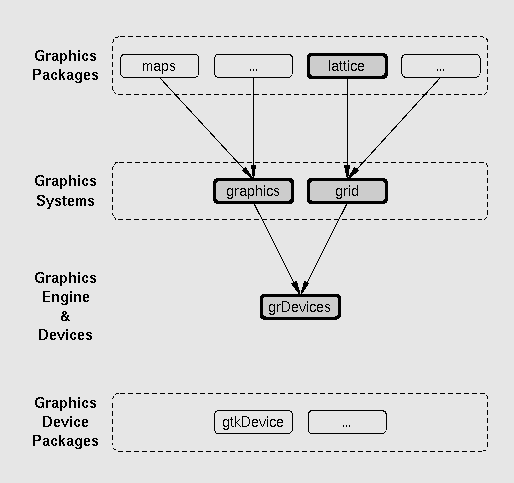 Graphics
Packages
maps
...
lattice
...
Graphics
Systems
graphics
grid
Graphics
Engine
&
Devices
grDevices
Graphics
Device
Packages
gtkDevice
...